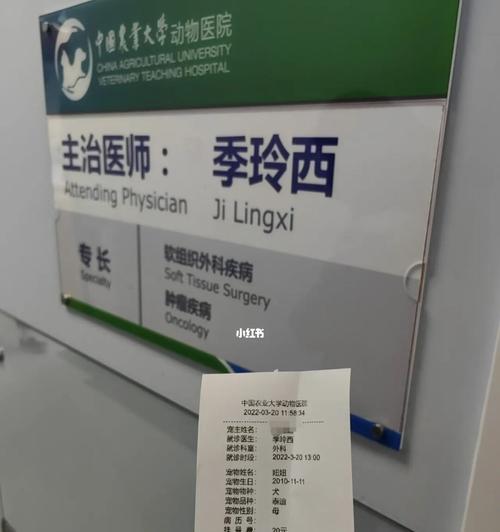 中国农业大学动物医院
CHINA AGRICULTURAL UNIVERSITY
VETERINARY TEACHING HOSPITAL
主治医师： 季玲西
Attending Physician Ji Lingxi
专 长
Specialty
软组织外科疾病
Soft Tissue Surgery
肿瘤疾病
Oncology
小红书
中国农业大学动物医院
2022-03-20 11:58:34
宠主姓名:
就诊医生: 季玲西
就诊科室: 外科
就诊时段: 2022-3-20 13:00
宠物姓名: 妞妞
宠物生日: 2010-11-11
宠物物种: 犬
宠物品种: 泰迪
宠物性别: 母
病 历 号:
挂 号 费: 20元